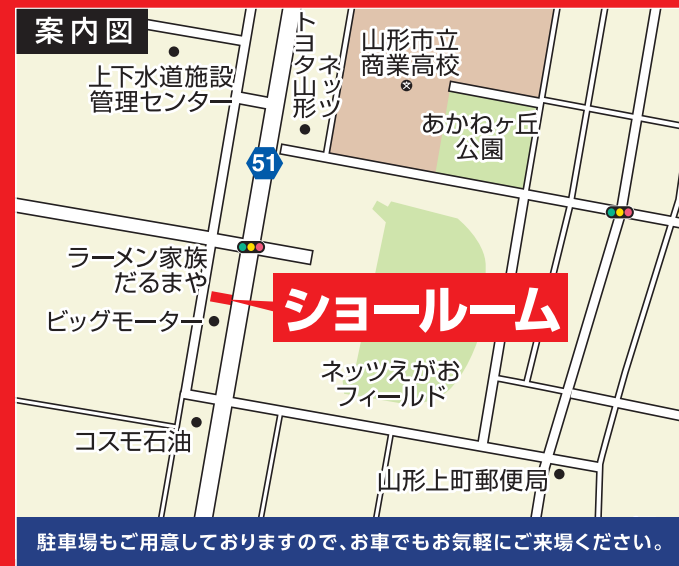 案内図
上下水道施設
管理センター
ネッツ
トヨタ山形
山形市立
商業高校
あかねヶ丘
公園
51
ラーメン家族
だるまや
ビッグモーター
ショールーム
ネッツえがお
フィールド
コスモ石油
山形上町郵便局
駐車場もご用意しておりますので、お車でもお気軽にご来場ください。